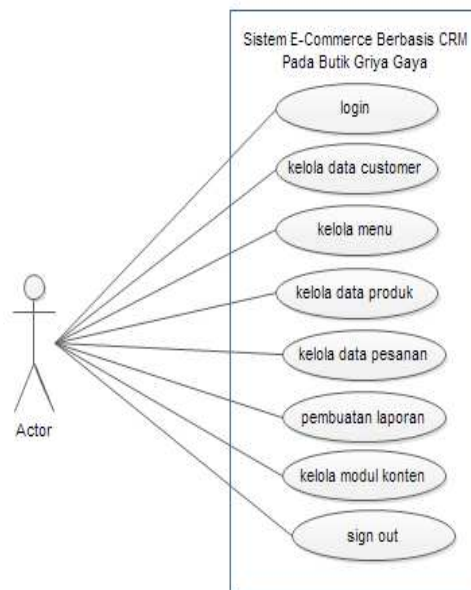 Sistem E-Commerce Berbasis CRM
Pada Butik Griya Gaya
login
kelola data customer
kelola menu
kelola data produk
kelola data pesanan
Actor
pembuatan laporan
kelola modul konten
sign out